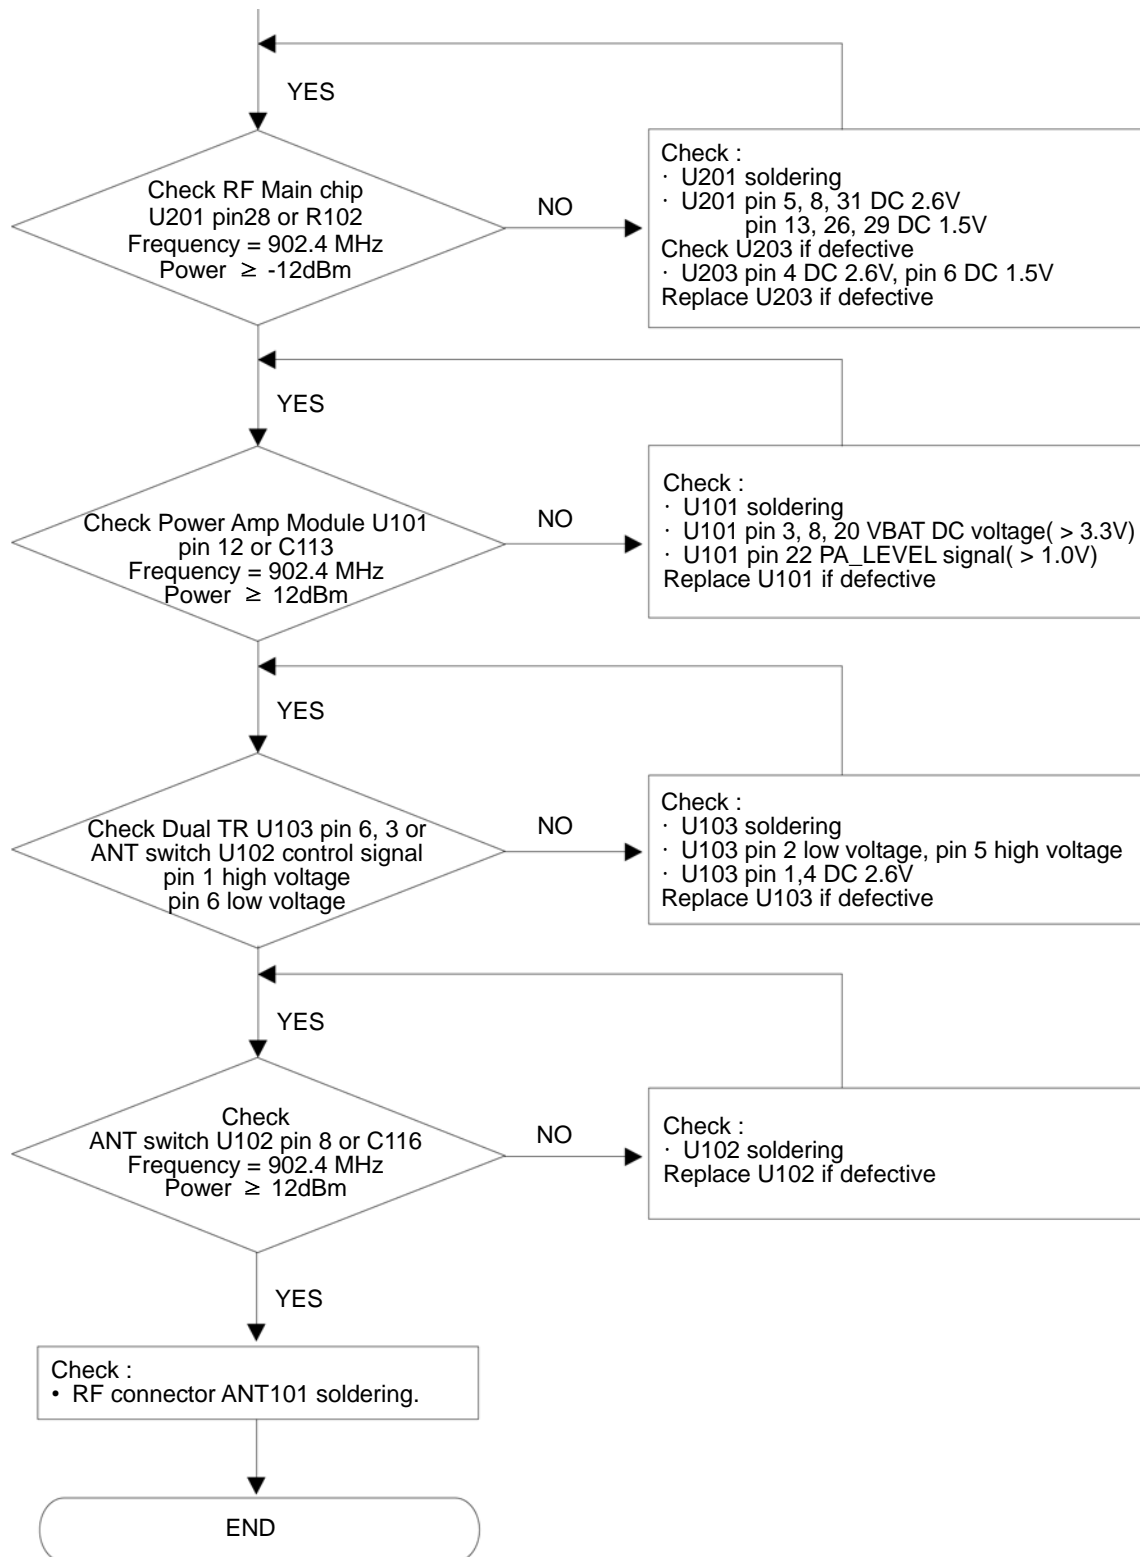 YES
Check RF Main chip
U201 pin28 or R102
Frequency = 902.4 MHz
Power ≥ -12dBm
NO
Check :
· U201 soldering
· U201 pin 5, 8, 31 DC 2.6V
pin 13, 26, 29 DC 1.5V
Check U203 if defective
· U203 pin 4 DC 2.6V, pin 6 DC 1.5V
Replace U203 if defective
YES
Check Power Amp Module U101
pin 12 or C113
Frequency = 902.4 MHz
Power ≥ 12dBm
NO
Check :
· U101 soldering
· U101 pin 3, 8, 20 VBAT DC voltage( > 3.3V)
· U101 pin 22 PA_LEVEL signal( > 1.0V)
Replace U101 if defective
YES
Check Dual TR U103 pin 6, 3 or
ANT switch U102 control signal
pin 1 high voltage
pin 6 low voltage
NO
Check :
· U103 soldering
· U103 pin 2 low voltage, pin 5 high voltage
· U103 pin 1,4 DC 2.6V
Replace U103 if defective
YES
Check
ANT switch U102 pin 8 or C116
Frequency = 902.4 MHz
Power ≥ 12dBm
NO
Check :
· U102 soldering
Replace U102 if defective
YES
Check :
• RF connector ANT101 soldering.
END